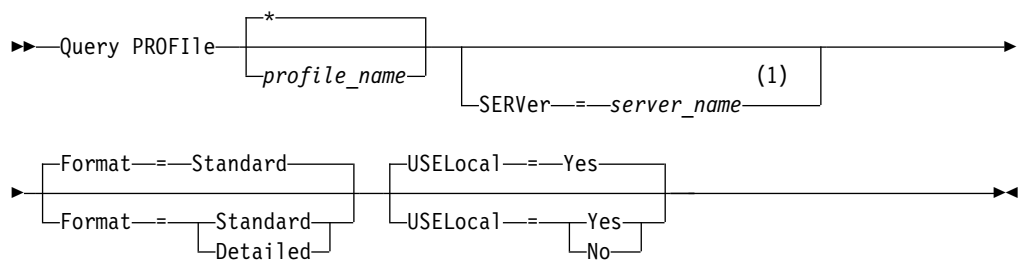 *
Query PROFIle
profile_name
(1)
SERVer = server_name
Format = Standard
USELocal = Yes
Format = Standard
Detailed
USELocal = Yes
No